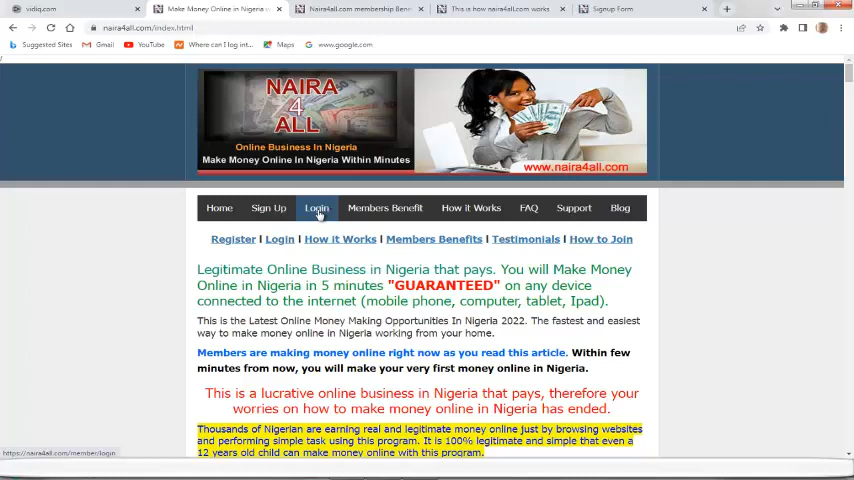 vidiq.com
Make Money Online in Nigeria w
Naira4all.com membership Bene
This is how naira4all.com works
Signup Form
naira4all.com/index.html
Suggested Sites
Gmail
YouTube
Where can I log int...
Maps
www.google.com
/
NAIRA
4
ALL
Online Business In Nigeria
Make Money Online In Nigeria Within Minutes
www.naira4all.com
Home Sign Up Login Members Benefit How it Works FAQ Support Blog
Register I Login I How it Works I Members Benefits I Testimonials I How to Join
Legitimate Online Business in Nigeria that pays. You will Make Money
Online in Nigeria in 5 minutes "GUARANTEED" on any device
connected to the internet (mobile phone, computer, tablet, Ipad).
This is the Latest Online Money Making Opportunities In Nigeria 2022. The fastest and easiest
way to make money online in Nigeria working from your home.
Members are making money online right now as you read this article. Within few
minutes from now, you will make your very first money online in Nigeria.
This is a lucrative online business in Nigeria that pays, therefore your
worries on how to make money online in Nigeria has ended.
Thousands of Nigerian are earning real and legitimate money online just by browsing websites
and performing simple task using this program. It is 100% legitimate and simple that even a
12 years old child can make money online with this program.
https://naira4all.com/member/login